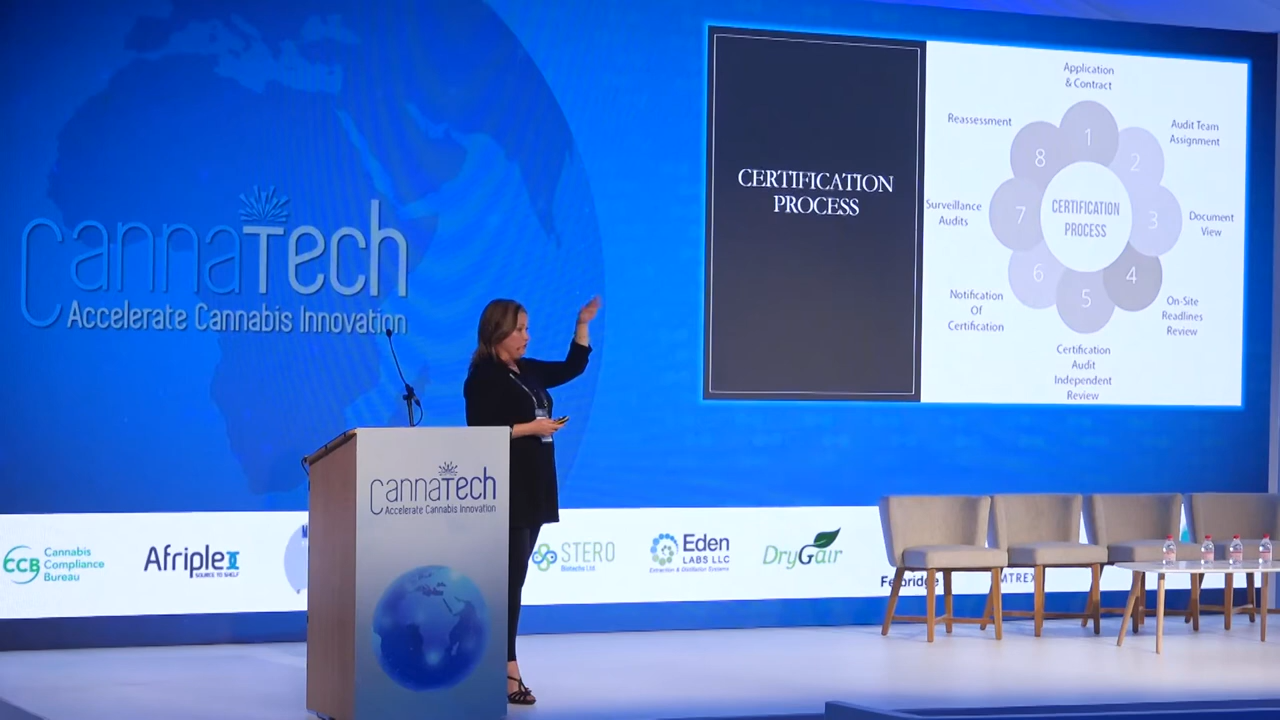 cannaTech
Accelerate Cannabis Innovation
CERTIFICATION
PROCESS
Application
& Contract
Audit Team
Assignment
Document
View
On-Site
Readlines
Review
Certification
Audit
Independent
Review
Notification
Of
Certification
Surveillance
Audits
Reassessment
1
2
3
4
5
6
7
8
CERTIFICATION
PROCESS
cannaTech
Accelerate Cannabis Innovation
CCB
Cannabis
Compliance
Bureau
Afriplex
SOURCE TO SHELF
STERO
Biotechs Ltd.
Eden
LABS LLC
Extraction & Distillation Systems
DryGair